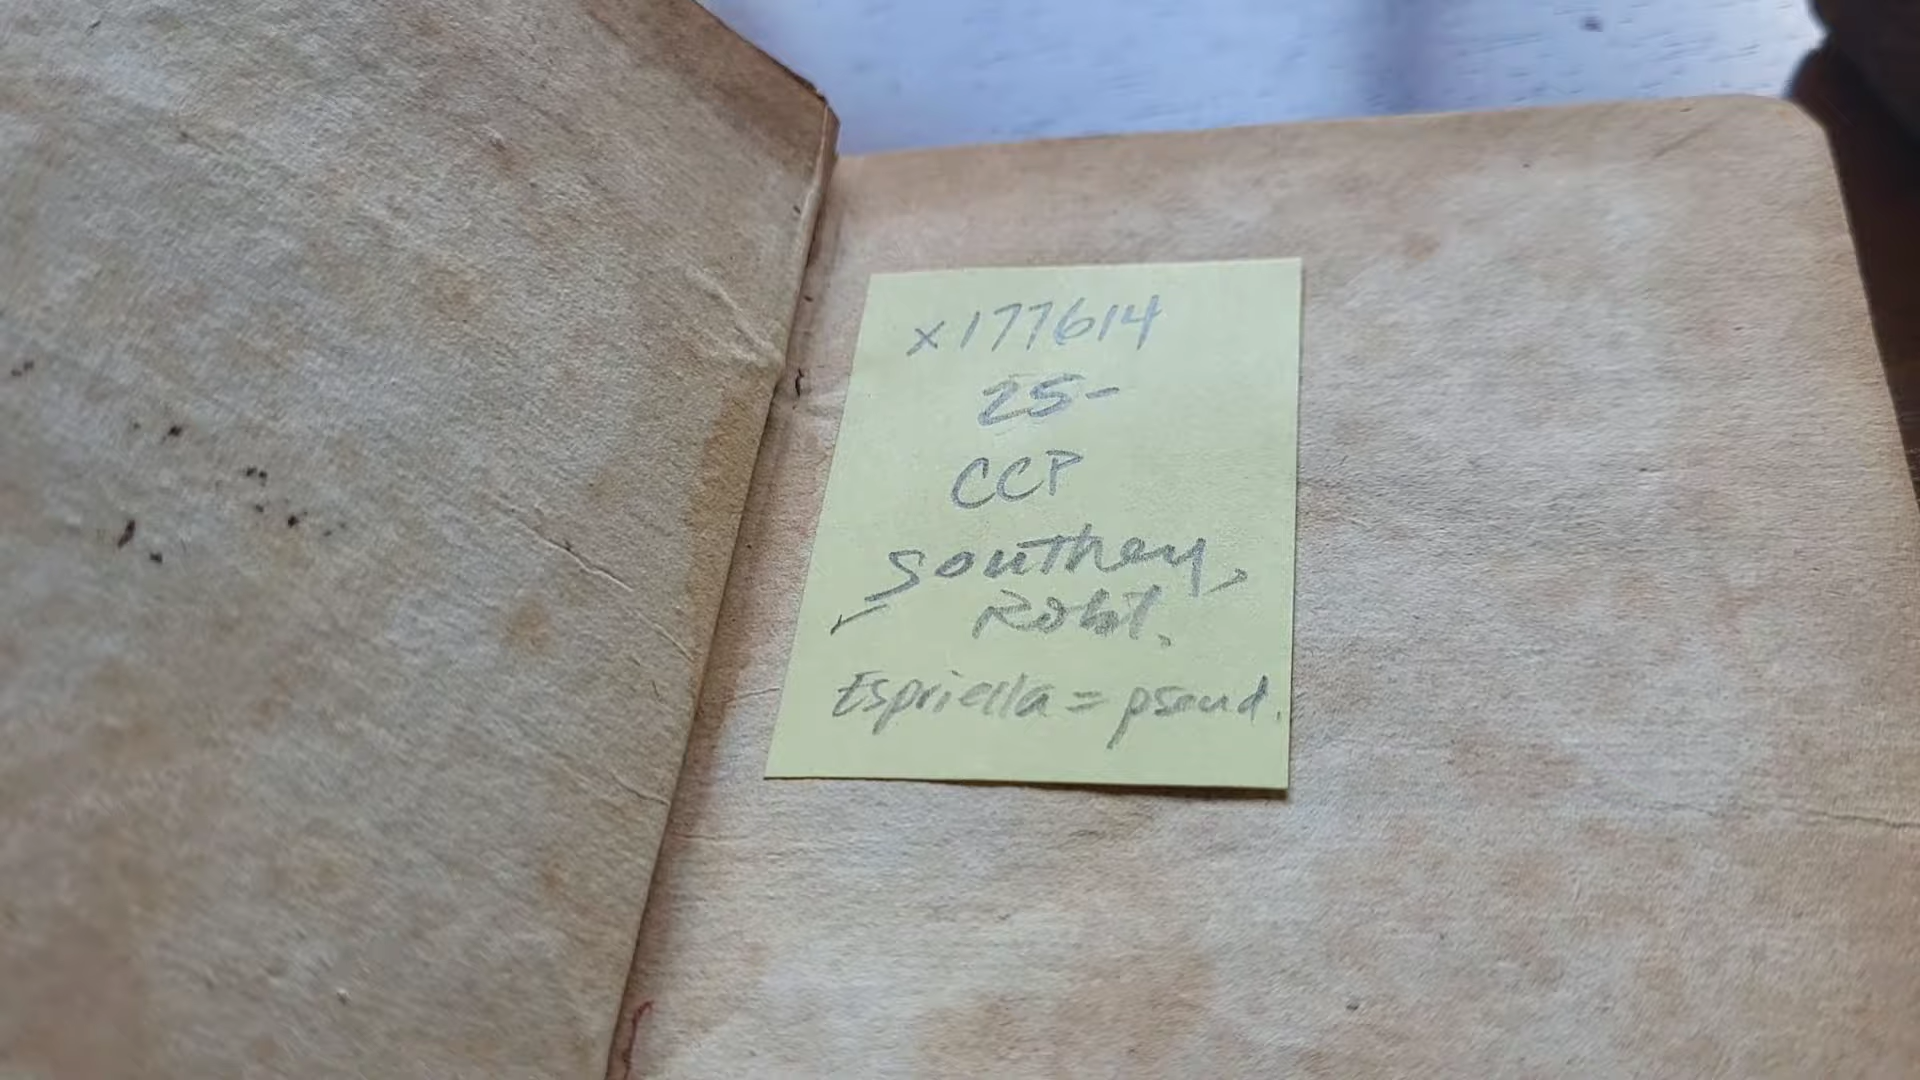 x177614
25-
CCP
Southey,
Robt.
Espriella = pseud.